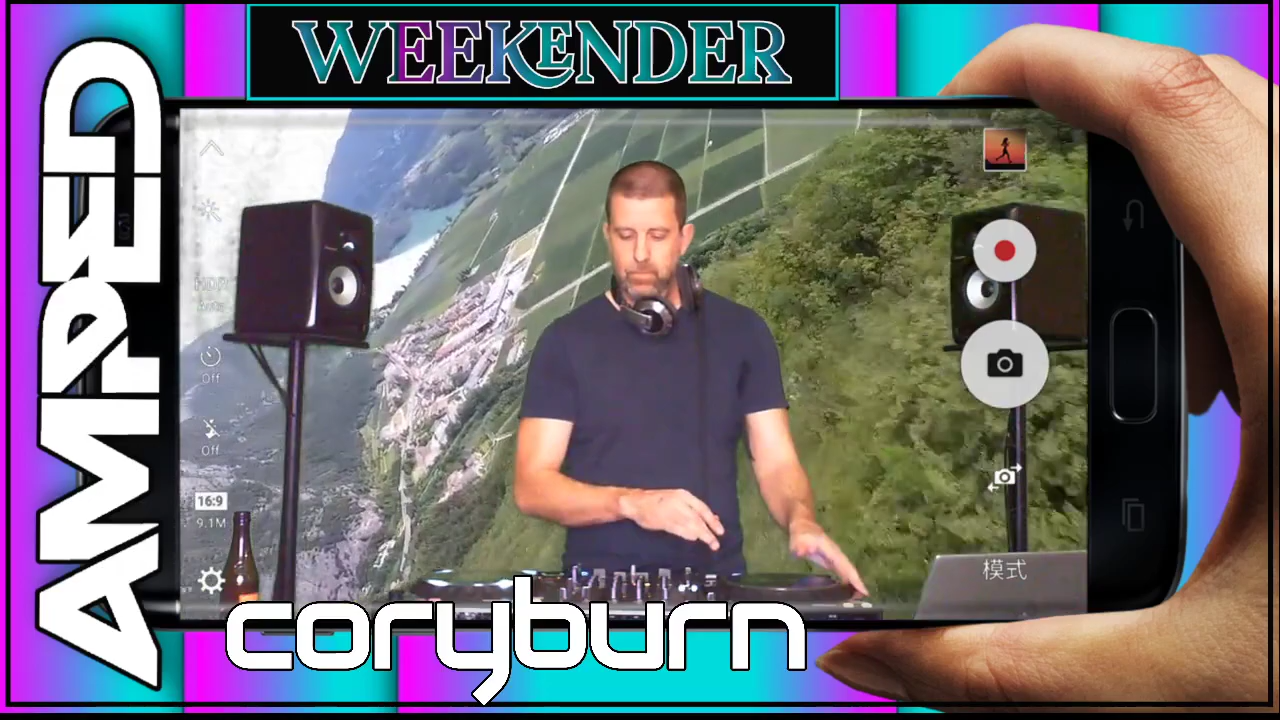 WEEKENDER
AMPED
HDR
Auto
Off
Off
16:9
9.1M
模式
coryburn